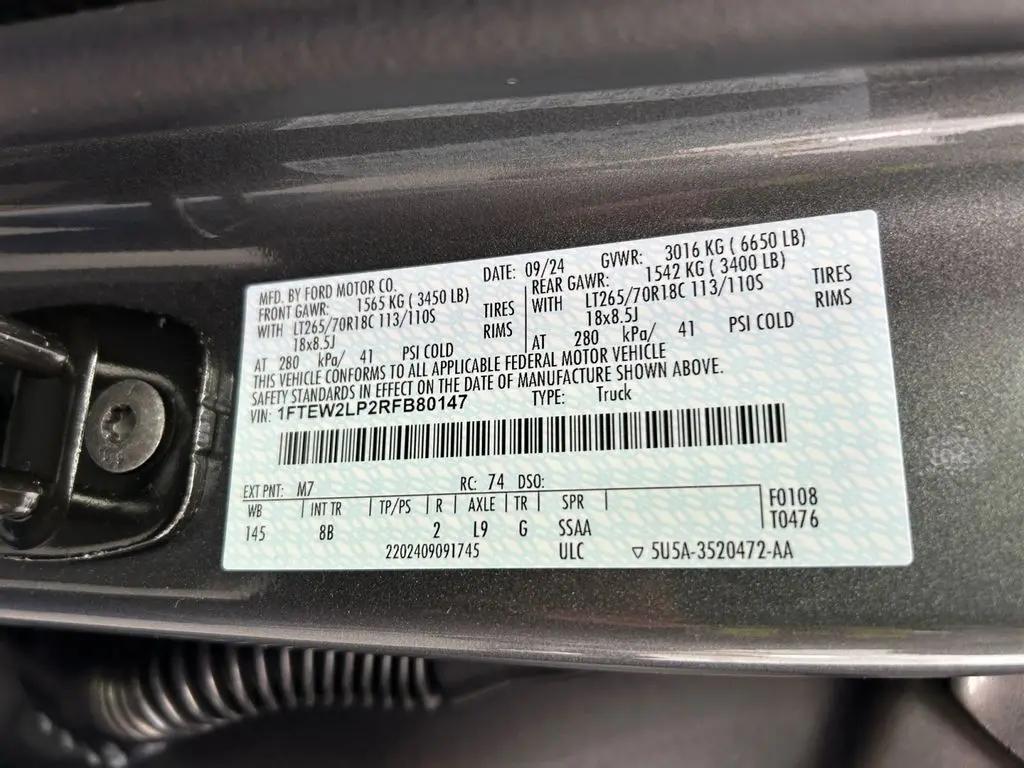 MFD. BY FORD MOTOR CO. DATE: 09/24 GVWR: 3016 KG ( 6650 LB)
FRONT GAWR: 1565 KG ( 3450 LB) REAR GAWR: 1542 KG ( 3400 LB)
WITH LT265/70R18C 113/110S TIRES WITH LT265/70R18C 113/110S TIRES
18x8.5J RIMS 18x8.5J RIMS
AT 280 kPa/ 41 PSI COLD AT 280 kPa/ 41 PSI COLD
THIS VEHICLE CONFORMS TO ALL APPLICABLE FEDERAL MOTOR VEHICLE
SAFETY STANDARDS IN EFFECT ON THE DATE OF MANUFACTURE SHOWN ABOVE.
VIN: 1FTEW2LP2RFB80147 TYPE: Truck
EXT PNT: M7 RC: 74 DSO:
WB INT TR TP/PS R AXLE TR SPR F0108
145 8B 2 L9 G SSAA T0476
2202409091745 ULC ▽ 5U5A-3520472-AA